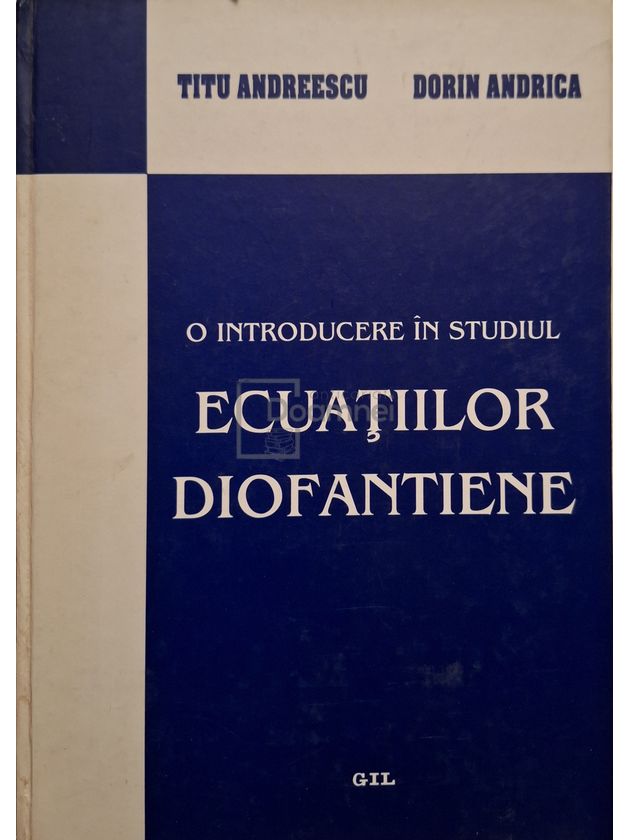 TITU ANDREESCU DORIN ANDRICA
O INTRODUCERE ÎN STUDIUL
ECUAŢIILOR
DIOFANTIENE
GIL